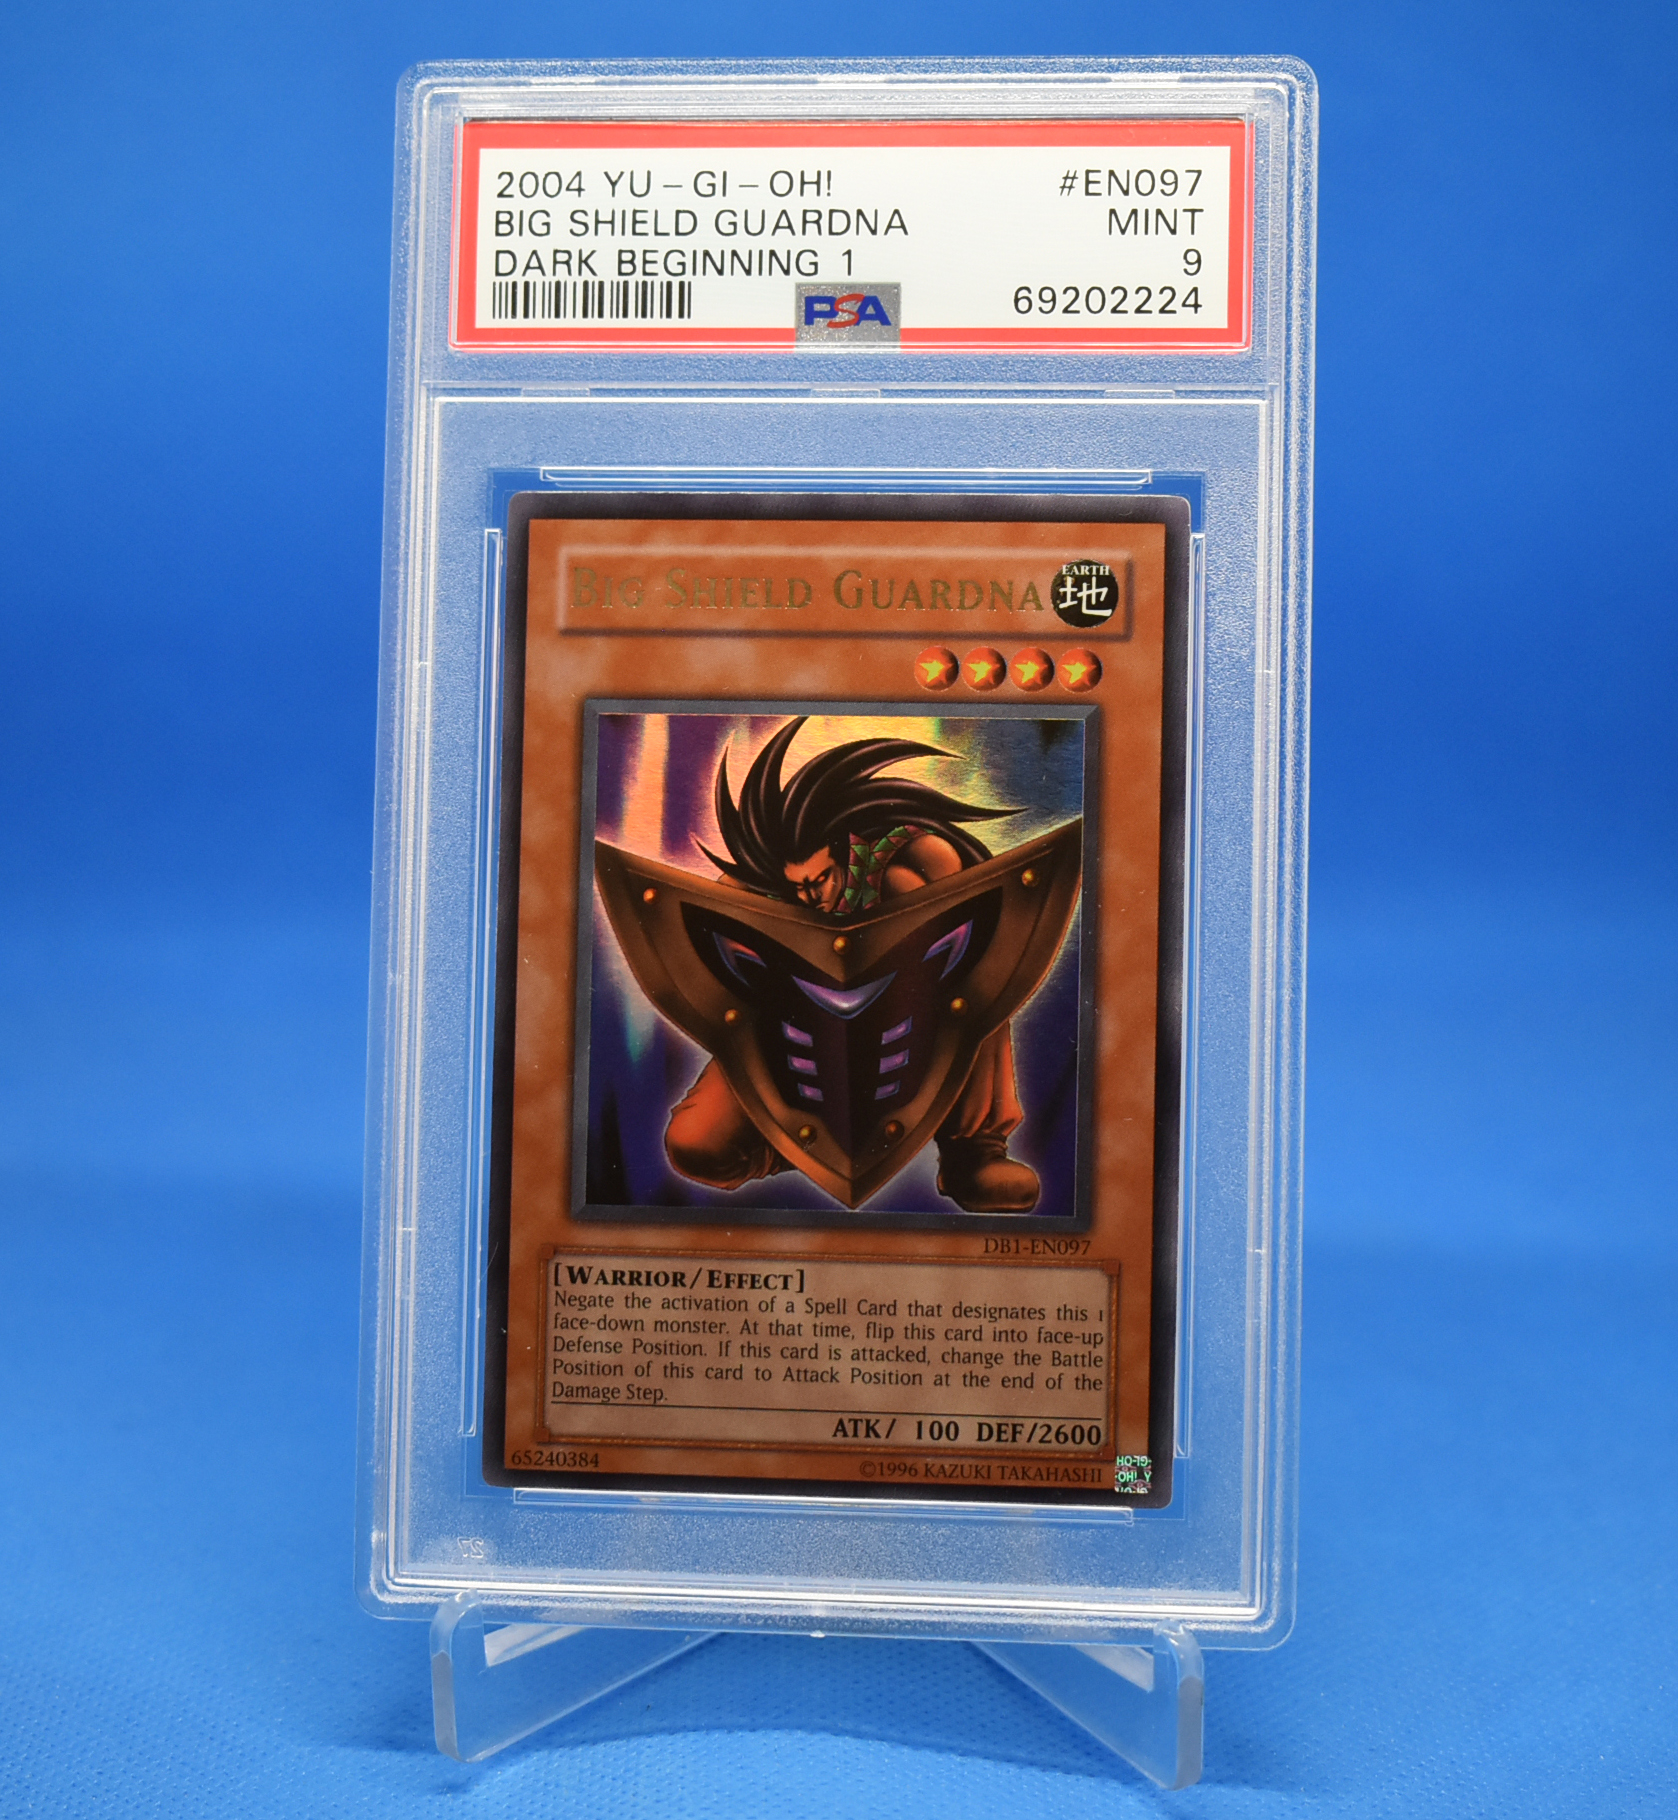 2004 YU-GI-OH! #EN097
BIG SHIELD GUARDNA MINT
DARK BEGINNING 1 9
PSA 69202224
BIG SHIELD GUARDNA
EARTH
地
DB1-EN097
[WARRIOR/EFFECT]
Negate the activation of a Spell Card that designates this 1
face-down monster. At that time, flip this card into face-up
Defense Position. If this card is attacked, change the Battle
Position of this card to Attack Position at the end of the
Damage Step.
ATK/ 100 DEF/2600
65240384 ©1996 KAZUKI TAKAHASHI